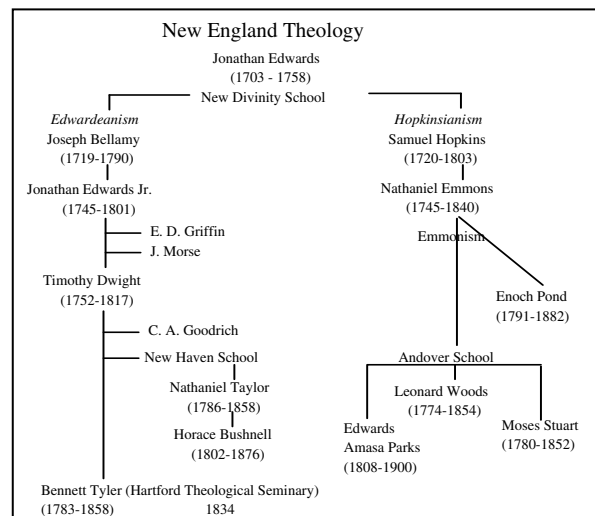 New England Theology
Jonathan Edwards
(1703 - 1758)
New Divinity School
Edwardeanism
Joseph Bellamy
(1719-1790)
Jonathan Edwards Jr.
(1745-1801)
E. D. Griffin
J. Morse
Timothy Dwight
(1752-1817)
C. A. Goodrich
New Haven School
Nathaniel Taylor
(1786-1858)
Horace Bushnell
(1802-1876)
Bennett Tyler (Hartford Theological Seminary)
(1783-1858) 1834
Hopkinsianism
Samuel Hopkins
(1720-1803)
Nathaniel Emmons
(1745-1840)
Emmonism
Enoch Pond
(1791-1882)
Andover School
Leonard Woods
(1774-1854)
Edwards
Amasa Parks
(1808-1900)
Moses Stuart
(1780-1852)